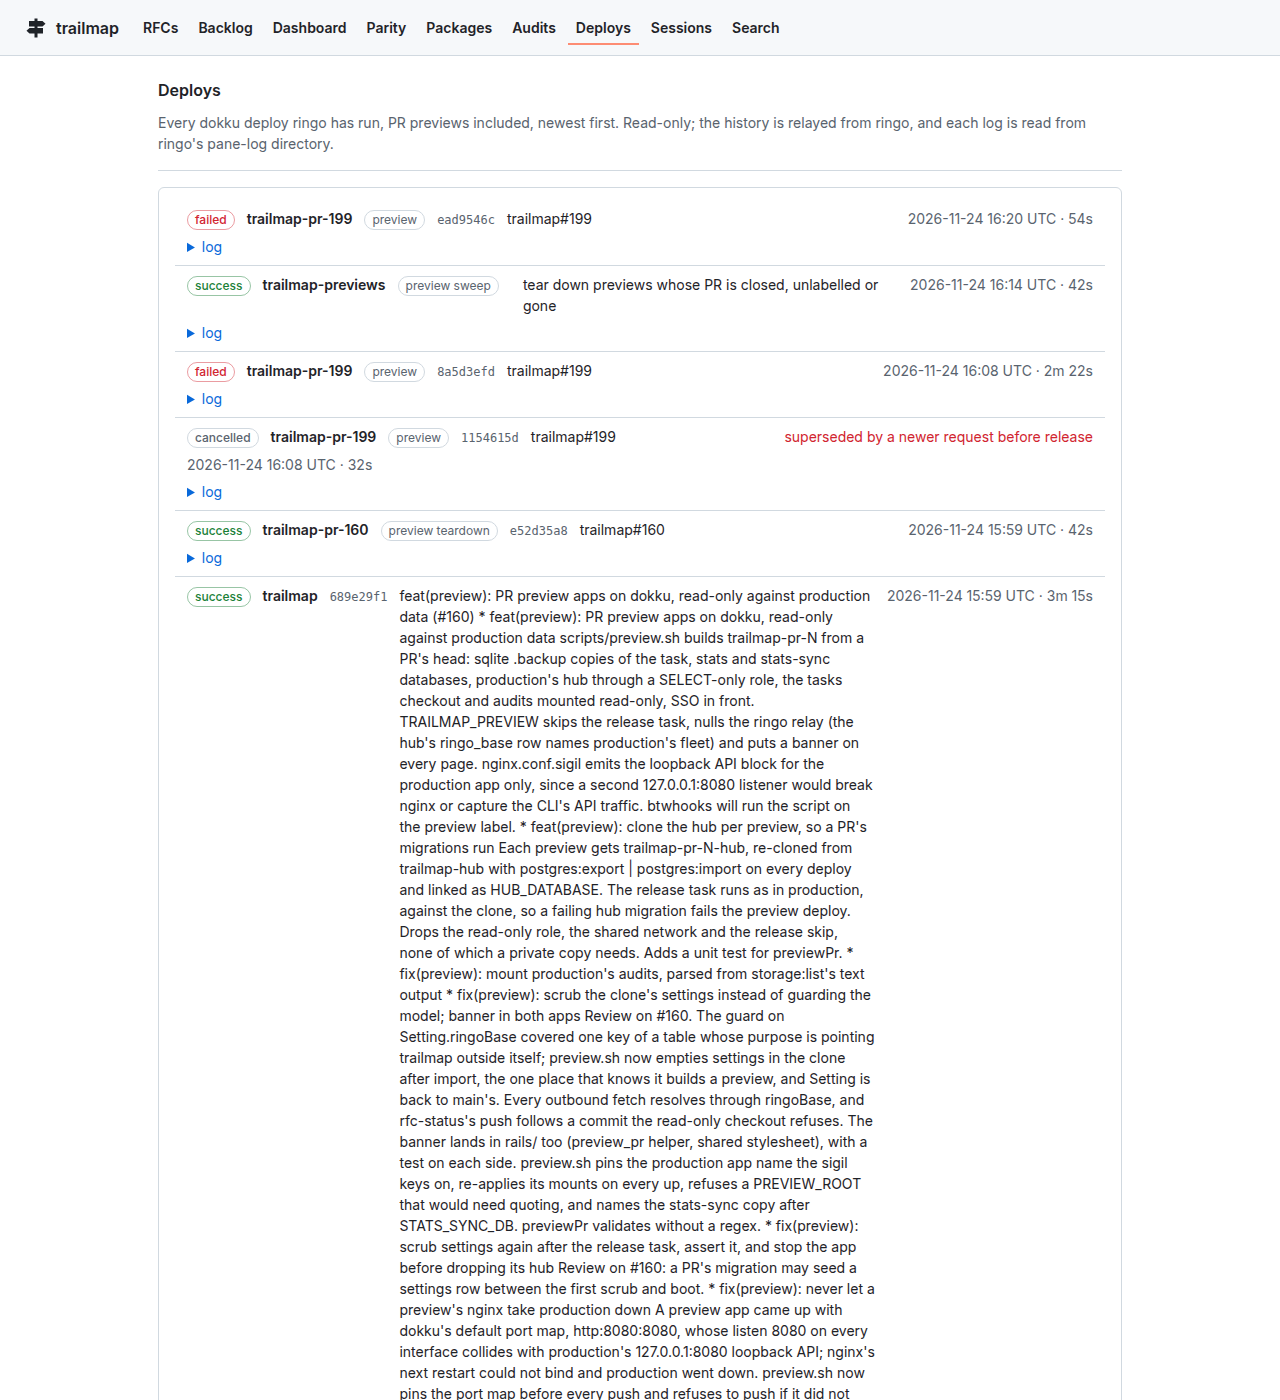 trailmap RFCs Backlog Dashboard Parity Packages Audits Deploys Sessions Search
Deploys
Every dokku deploy ringo has run, PR previews included, newest first. Read-only; the history is relayed from ringo, and each log is read from
ringo's pane-log directory.
failed trailmap-pr-199 preview ead9546c trailmap#199 2026-11-24 16:20 UTC · 54s
log
success trailmap-previews preview sweep tear down previews whose PR is closed, unlabelled or 2026-11-24 16:14 UTC · 42s
gone
log
failed trailmap-pr-199 preview 8a5d3efd trailmap#199 2026-11-24 16:08 UTC · 2m 22s
log
cancelled trailmap-pr-199 preview 1154615d trailmap#199 superseded by a newer request before release
2026-11-24 16:08 UTC · 32s
log
success trailmap-pr-160 preview teardown e52d35a8 trailmap#160 2026-11-24 15:59 UTC · 42s
log
success trailmap 689e29f1 feat(preview): PR preview apps on dokku, read-only against production 2026-11-24 15:59 UTC · 3m 15s
data (#160) * feat(preview): PR preview apps on dokku, read-only
against production data scripts/preview.sh builds trailmap-pr-N from a
PR's head: sqlite .backup copies of the task, stats and stats-sync
databases, production's hub through a SELECT-only role, the tasks
checkout and audits mounted read-only, SSO in front.
TRAILMAP_PREVIEW skips the release task, nulls the ringo relay (the
hub's ringo_base row names production's fleet) and puts a banner on
every page. nginx.conf.sigil emits the loopback API block for the
production app only, since a second 127.0.0.1:8080 listener would break
nginx or capture the CLI's API traffic. btwhooks will run the script on
the preview label. * feat(preview): clone the hub per preview, so a PR's
migrations run Each preview gets trailmap-pr-N-hub, re-cloned from
trailmap-hub with postgres:export | postgres:import on every deploy
and linked as HUB_DATABASE. The release task runs as in production,
against the clone, so a failing hub migration fails the preview deploy.
Drops the read-only role, the shared network and the release skip,
none of which a private copy needs. Adds a unit test for previewPr. *
fix(preview): mount production's audits, parsed from storage:list's text
output * fix(preview): scrub the clone's settings instead of guarding the
model; banner in both apps Review on #160. The guard on
Setting.ringoBase covered one key of a table whose purpose is pointing
trailmap outside itself; preview.sh now empties settings in the clone
after import, the one place that knows it builds a preview, and Setting is
back to main's. Every outbound fetch resolves through ringoBase, and
rfc-status's push follows a commit the read-only checkout refuses. The
banner lands in rails/ too (preview_pr helper, shared stylesheet), with a
test on each side. preview.sh pins the production app name the sigil
keys on, re-applies its mounts on every up, refuses a PREVIEW_ROOT
that would need quoting, and names the stats-sync copy after
STATS_SYNC_DB. previewPr validates without a regex. * fix(preview):
scrub settings again after the release task, assert it, and stop the app
before dropping its hub Review on #160: a PR's migration may seed a
settings row between the first scrub and boot. * fix(preview): never let a
preview's nginx take production down A preview app came up with
dokku's default port map, http:8080:8080, whose listen 8080 on every
interface collides with production's 127.0.0.1:8080 loopback API; nginx's
next restart could not bind and production went down. preview.sh now
pins the port map before every push and refuses to push if it did not